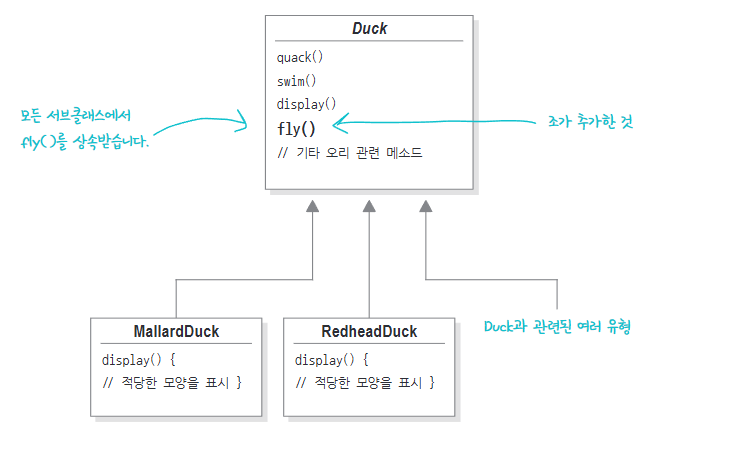 Duck
quack()
swim()
display()
fly()
// 기타 오리 관련 메소드
모든 서브클래스에서
fly()를 상속받습니다.
조가 추가한 것
MallardDuck
display() {
// 적당한 모양을 표시 }
RedheadDuck
display() {
// 적당한 모양을 표시 }
Duck과 관련된 여러 유형